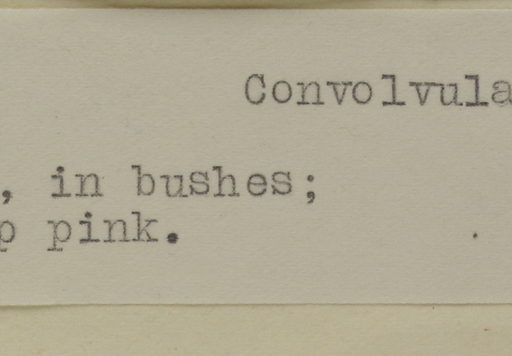 Convolvula
, in bushes;
p pink.